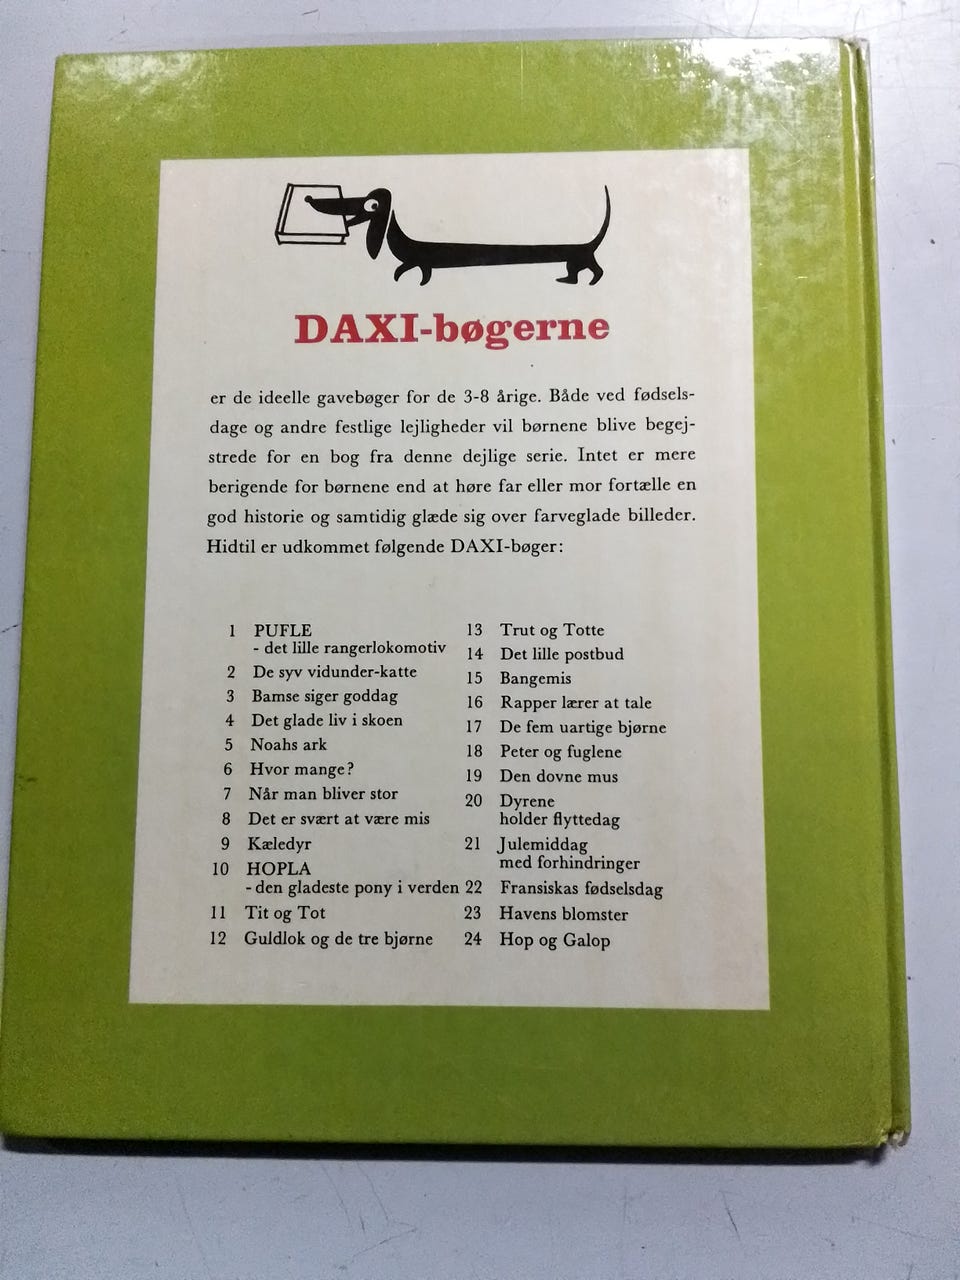 DAXI-bøgerne
er de ideelle gavebøger for de 3-8 årige. Både ved fødsels-
dage og andre festlige lejligheder vil børnene blive begej-
strede for en bog fra denne dejlige serie. Intet er mere
berigende for børnene end at høre far eller mor fortælle en
god historie og samtidig glæde sig over farveglade billeder.
Hidtil er udkommet følgende DAXI-bøger:
1 PUFLE
- det lille rangerlokomotiv
2 De syv vidunder-katte
3 Bamse siger goddag
4 Det glade liv i skoen
5 Noahs ark
6 Hvor mange?
7 Når man bliver stor
8 Det er svært at være mis
9 Kæledyr
10 HOPLA
- den gladeste pony i verden
11 Tit og Tot
12 Guldlok og de tre bjørne
13 Trut og Totte
14 Det lille postbud
15 Bangemis
16 Rapper lærer at tale
17 De fem uartige bjørne
18 Peter og fuglene
19 Den dovne mus
20 Dyrene
holder flyttedag
21 Julemiddag
med forhindringer
22 Fransiskas fødselsdag
23 Havens blomster
24 Hop og Galop